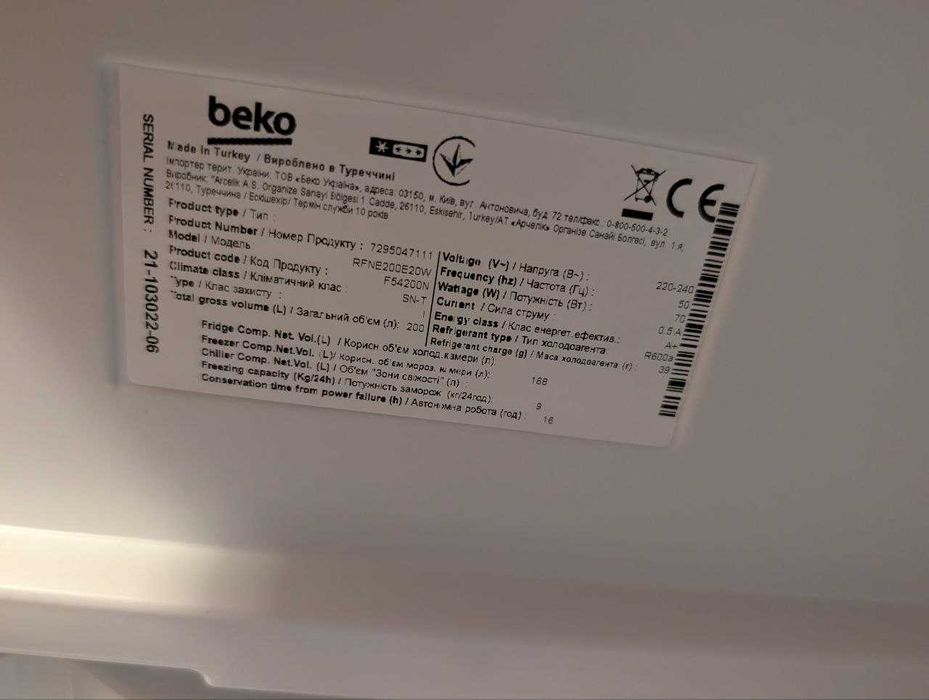 beko
Made in Turkey / Вироблено в Туреччині
Імпортер терит. України: ТОВ «Беко Україна», адреса: 03150, м. Київ, вул. Антоновича, буд. 72 тел/факс.: 0-800-500-4-3-2
Виробник: "Arcelik A.S. Organize Sanayi Bölgesi 1. Cadde, 26110, Eskisehir, Turkey/АТ «Арчелік» Організе Санайі Болгесі, вул. 1.я,
26110, Туреччина / Ескішехір/ Термін служби 10 років
Product type / Тип :
Product Number / Номер Продукту : 7295047111
Model / Модель RFNE200E20W
Product code / Код Продукту : F54200N
Climate class / Кліматичний клас : SN-T
Type / Клас захисту : I
Total gross volume (L) / Загальний об'єм (л): 200
Voltage (V~) / Напруга (В~) : 220-240
Frequency (hz) / Частота (Гц) : 50
Wattage (W) / Потужність (Вт) : 70
Current / Сила струму : 0.5 A
Energy class / Клас енергет.ефектив.: A+
Refrigerant type / Тип холодоагента R600a
Refrigerant charge (g) / Маса холодоагента (г) : 39
Fridge Comp. Net. Vol.(L) / Корисн об'єм холод.камери (л):
Freezer Comp.Net.Vol. (L)/ Корисн. об'єм мороз. камери (л): 168
Chiller Comp.Net.Vol. (L) / Об'єм "Зони свіжості" (л) :
Freezing capacity (Kg/24h) / Потужність заморож. (кг/24год): 9
Conservation time from power failure (h) / Автономна робота (год) : 16
SERIAL NUMBER : 21-103022-06